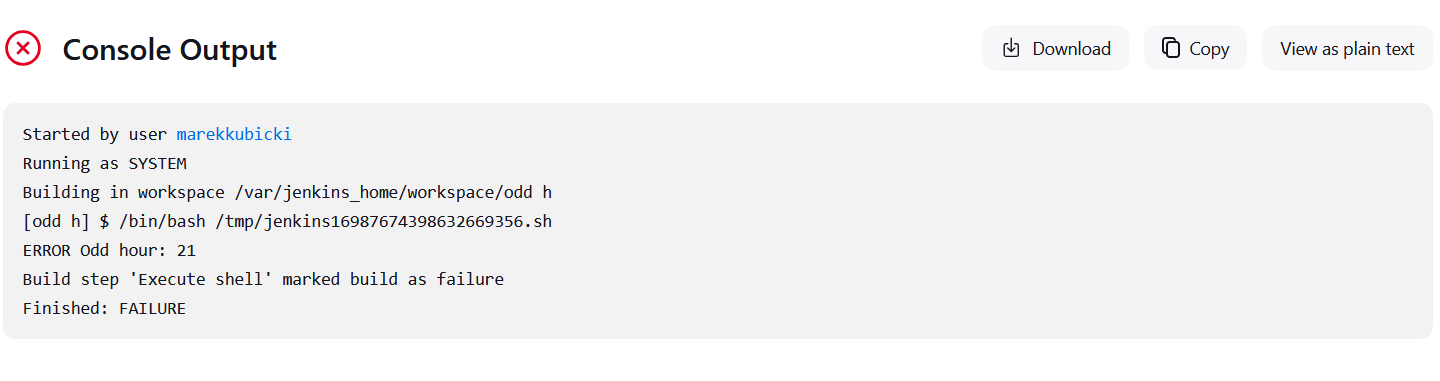 Console Output
Download
Copy
View as plain text
Started by user marekkubicki
Running as SYSTEM
Building in workspace /var/jenkins_home/workspace/odd h
[odd h] $ /bin/bash /tmp/jenkins16987674398632669356.sh
ERROR Odd hour: 21
Build step 'Execute shell' marked build as failure
Finished: FAILURE